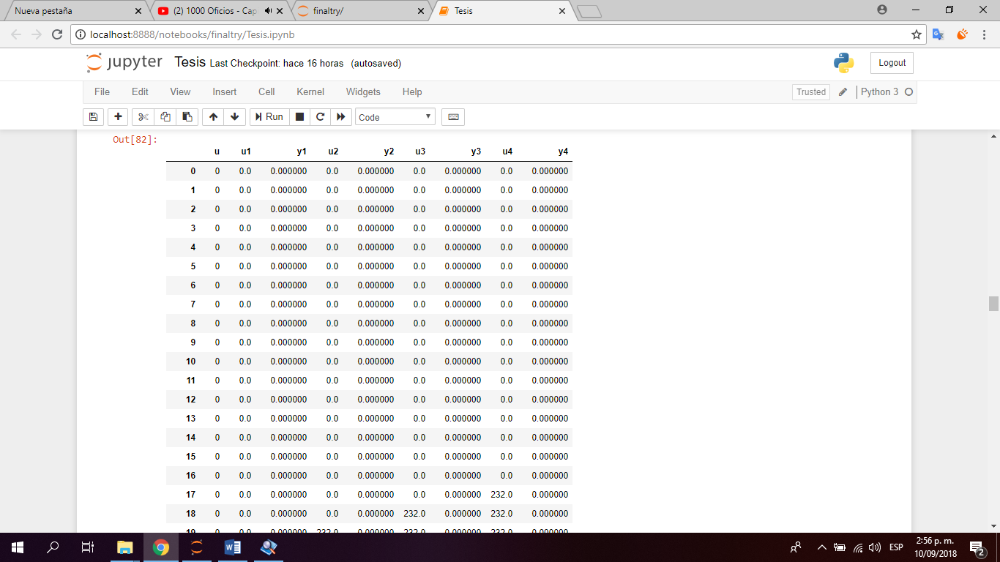 Nueva pestaña (2) 1000 Oficios - Cap finaltry/ Tesis
localhost:8888/notebooks/finaltry/Tesis.ipynb
jupyter Tesis Last Checkpoint: hace 16 horas (autosaved) Logout
File Edit View Insert Cell Kernel Widgets Help Trusted Python 3
Run Code
Out[82]:
u u1 y1 u2 y2 u3 y3 u4 y4
0 0 0.0 0.000000 0.0 0.000000 0.0 0.000000 0.0 0.000000
1 0 0.0 0.000000 0.0 0.000000 0.0 0.000000 0.0 0.000000
2 0 0.0 0.000000 0.0 0.000000 0.0 0.000000 0.0 0.000000
3 0 0.0 0.000000 0.0 0.000000 0.0 0.000000 0.0 0.000000
4 0 0.0 0.000000 0.0 0.000000 0.0 0.000000 0.0 0.000000
5 0 0.0 0.000000 0.0 0.000000 0.0 0.000000 0.0 0.000000
6 0 0.0 0.000000 0.0 0.000000 0.0 0.000000 0.0 0.000000
7 0 0.0 0.000000 0.0 0.000000 0.0 0.000000 0.0 0.000000
8 0 0.0 0.000000 0.0 0.000000 0.0 0.000000 0.0 0.000000
9 0 0.0 0.000000 0.0 0.000000 0.0 0.000000 0.0 0.000000
10 0 0.0 0.000000 0.0 0.000000 0.0 0.000000 0.0 0.000000
11 0 0.0 0.000000 0.0 0.000000 0.0 0.000000 0.0 0.000000
12 0 0.0 0.000000 0.0 0.000000 0.0 0.000000 0.0 0.000000
13 0 0.0 0.000000 0.0 0.000000 0.0 0.000000 0.0 0.000000
14 0 0.0 0.000000 0.0 0.000000 0.0 0.000000 0.0 0.000000
15 0 0.0 0.000000 0.0 0.000000 0.0 0.000000 0.0 0.000000
16 0 0.0 0.000000 0.0 0.000000 0.0 0.000000 0.0 0.000000
17 0 0.0 0.000000 0.0 0.000000 0.0 0.000000 232.0 0.000000
18 0 0.0 0.000000 0.0 0.000000 232.0 0.000000 232.0 0.000000
19 0 0.0 0.000000 232.0 0.000000 232.0 0.000000 232.0 0.000000
ESP 2:56 p. m.
10/09/2018 2